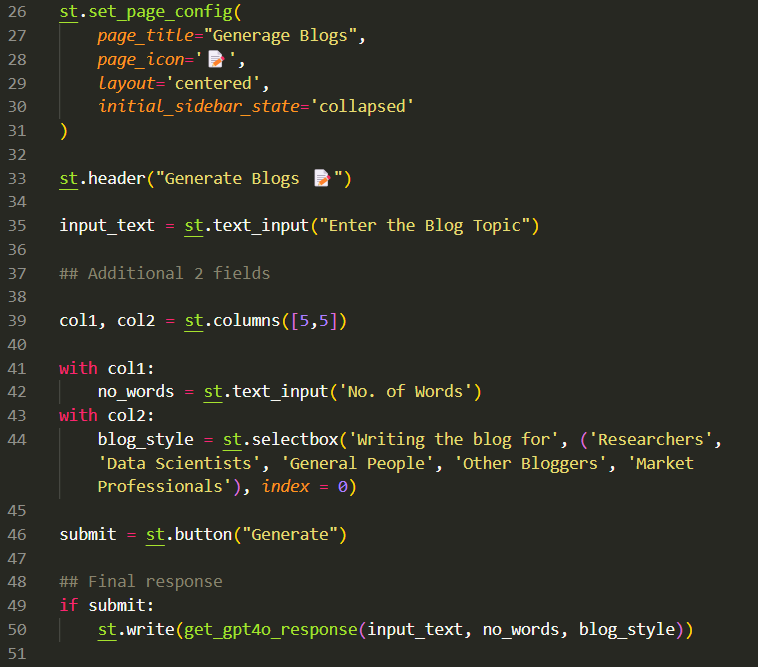 26 st.set_page_config(
27     page_title="Generage Blogs",
28     page_icon='📝',
29     layout='centered',
30     initial_sidebar_state='collapsed'
31 )
32
33 st.header("Generate Blogs 📝")
34
35 input_text = st.text_input("Enter the Blog Topic")
36
37 ## Additional 2 fields
38
39 col1, col2 = st.columns([5,5])
40
41 with col1:
42     no_words = st.text_input('No. of Words')
43 with col2:
44     blog_style = st.selectbox('Writing the blog for', ('Researchers',
    'Data Scientists', 'General People', 'Other Bloggers', 'Market
    Professionals'), index = 0)
45
46 submit = st.button("Generate")
47
48 ## Final response
49 if submit:
50     st.write(get_gpt4o_response(input_text, no_words, blog_style))
51